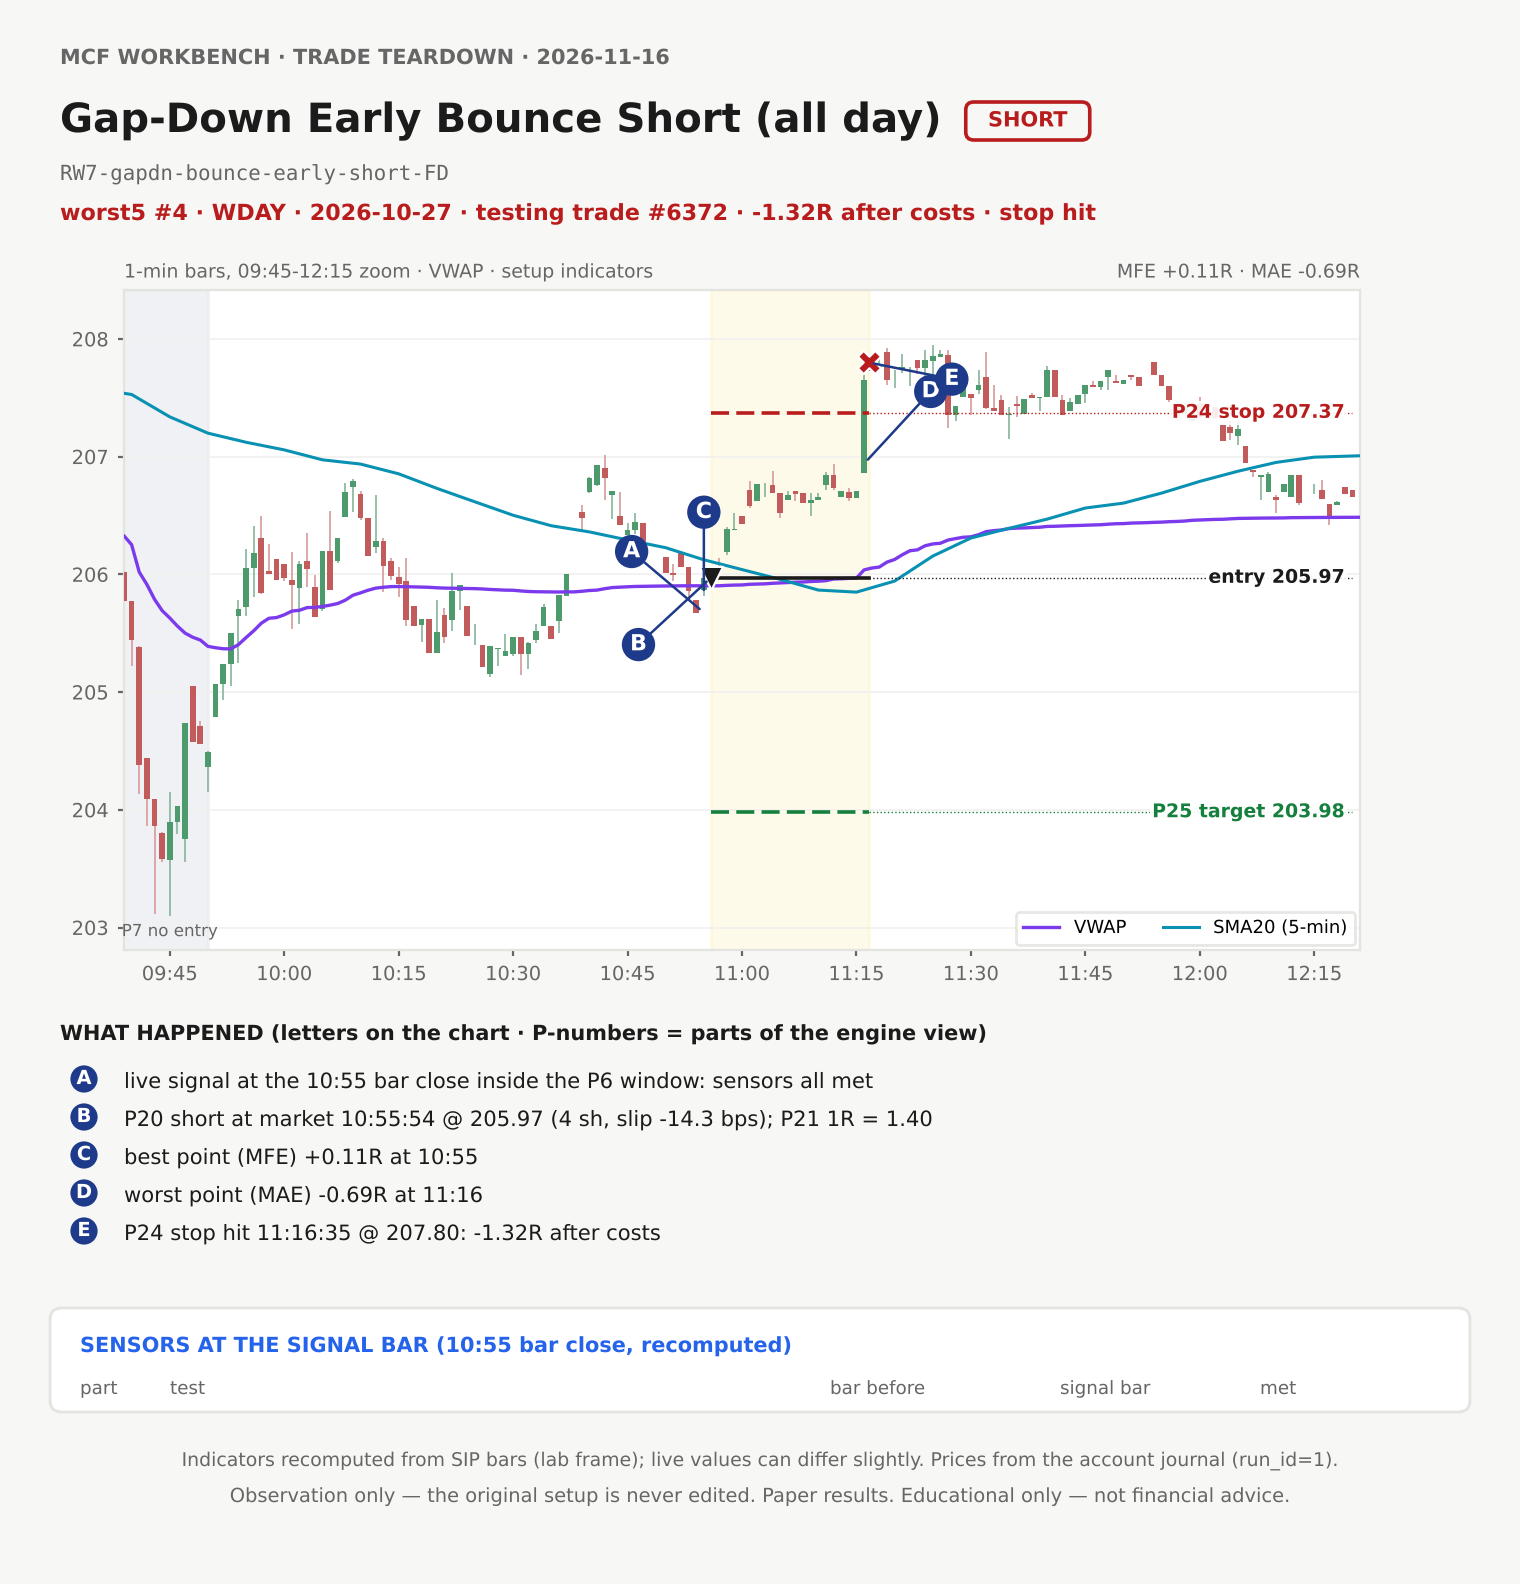 MCF WORKBENCH · TRADE TEARDOWN · 2026-11-16
Gap-Down Early Bounce Short (all day)
SHORT
RW7-gapdn-bounce-early-short-FD
worst5 #4 · WDAY · 2026-10-27 · testing trade #6372 · -1.32R after costs · stop hit
1-min bars, 09:45-12:15 zoom · VWAP · setup indicators
MFE +0.11R · MAE -0.69R
208
207
206
205
204
203
A
B
C
D
E
P24 stop 207.37
entry 205.97
P25 target 203.98
P7 no entry
VWAP
SMA20 (5-min)
09:45
10:00
10:15
10:30
10:45
11:00
11:15
11:30
11:45
12:00
12:15
WHAT HAPPENED (letters on the chart · P-numbers = parts of the engine view)
A live signal at the 10:55 bar close inside the P6 window: sensors all met
B P20 short at market 10:55:54 @ 205.97 (4 sh, slip -14.3 bps); P21 1R = 1.40
C best point (MFE) +0.11R at 10:55
D worst point (MAE) -0.69R at 11:16
E P24 stop hit 11:16:35 @ 207.80: -1.32R after costs
SENSORS AT THE SIGNAL BAR (10:55 bar close, recomputed)
part test bar before signal bar met
Indicators recomputed from SIP bars (lab frame); live values can differ slightly. Prices from the account journal (run_id=1).
Observation only — the original setup is never edited. Paper results. Educational only — not financial advice.